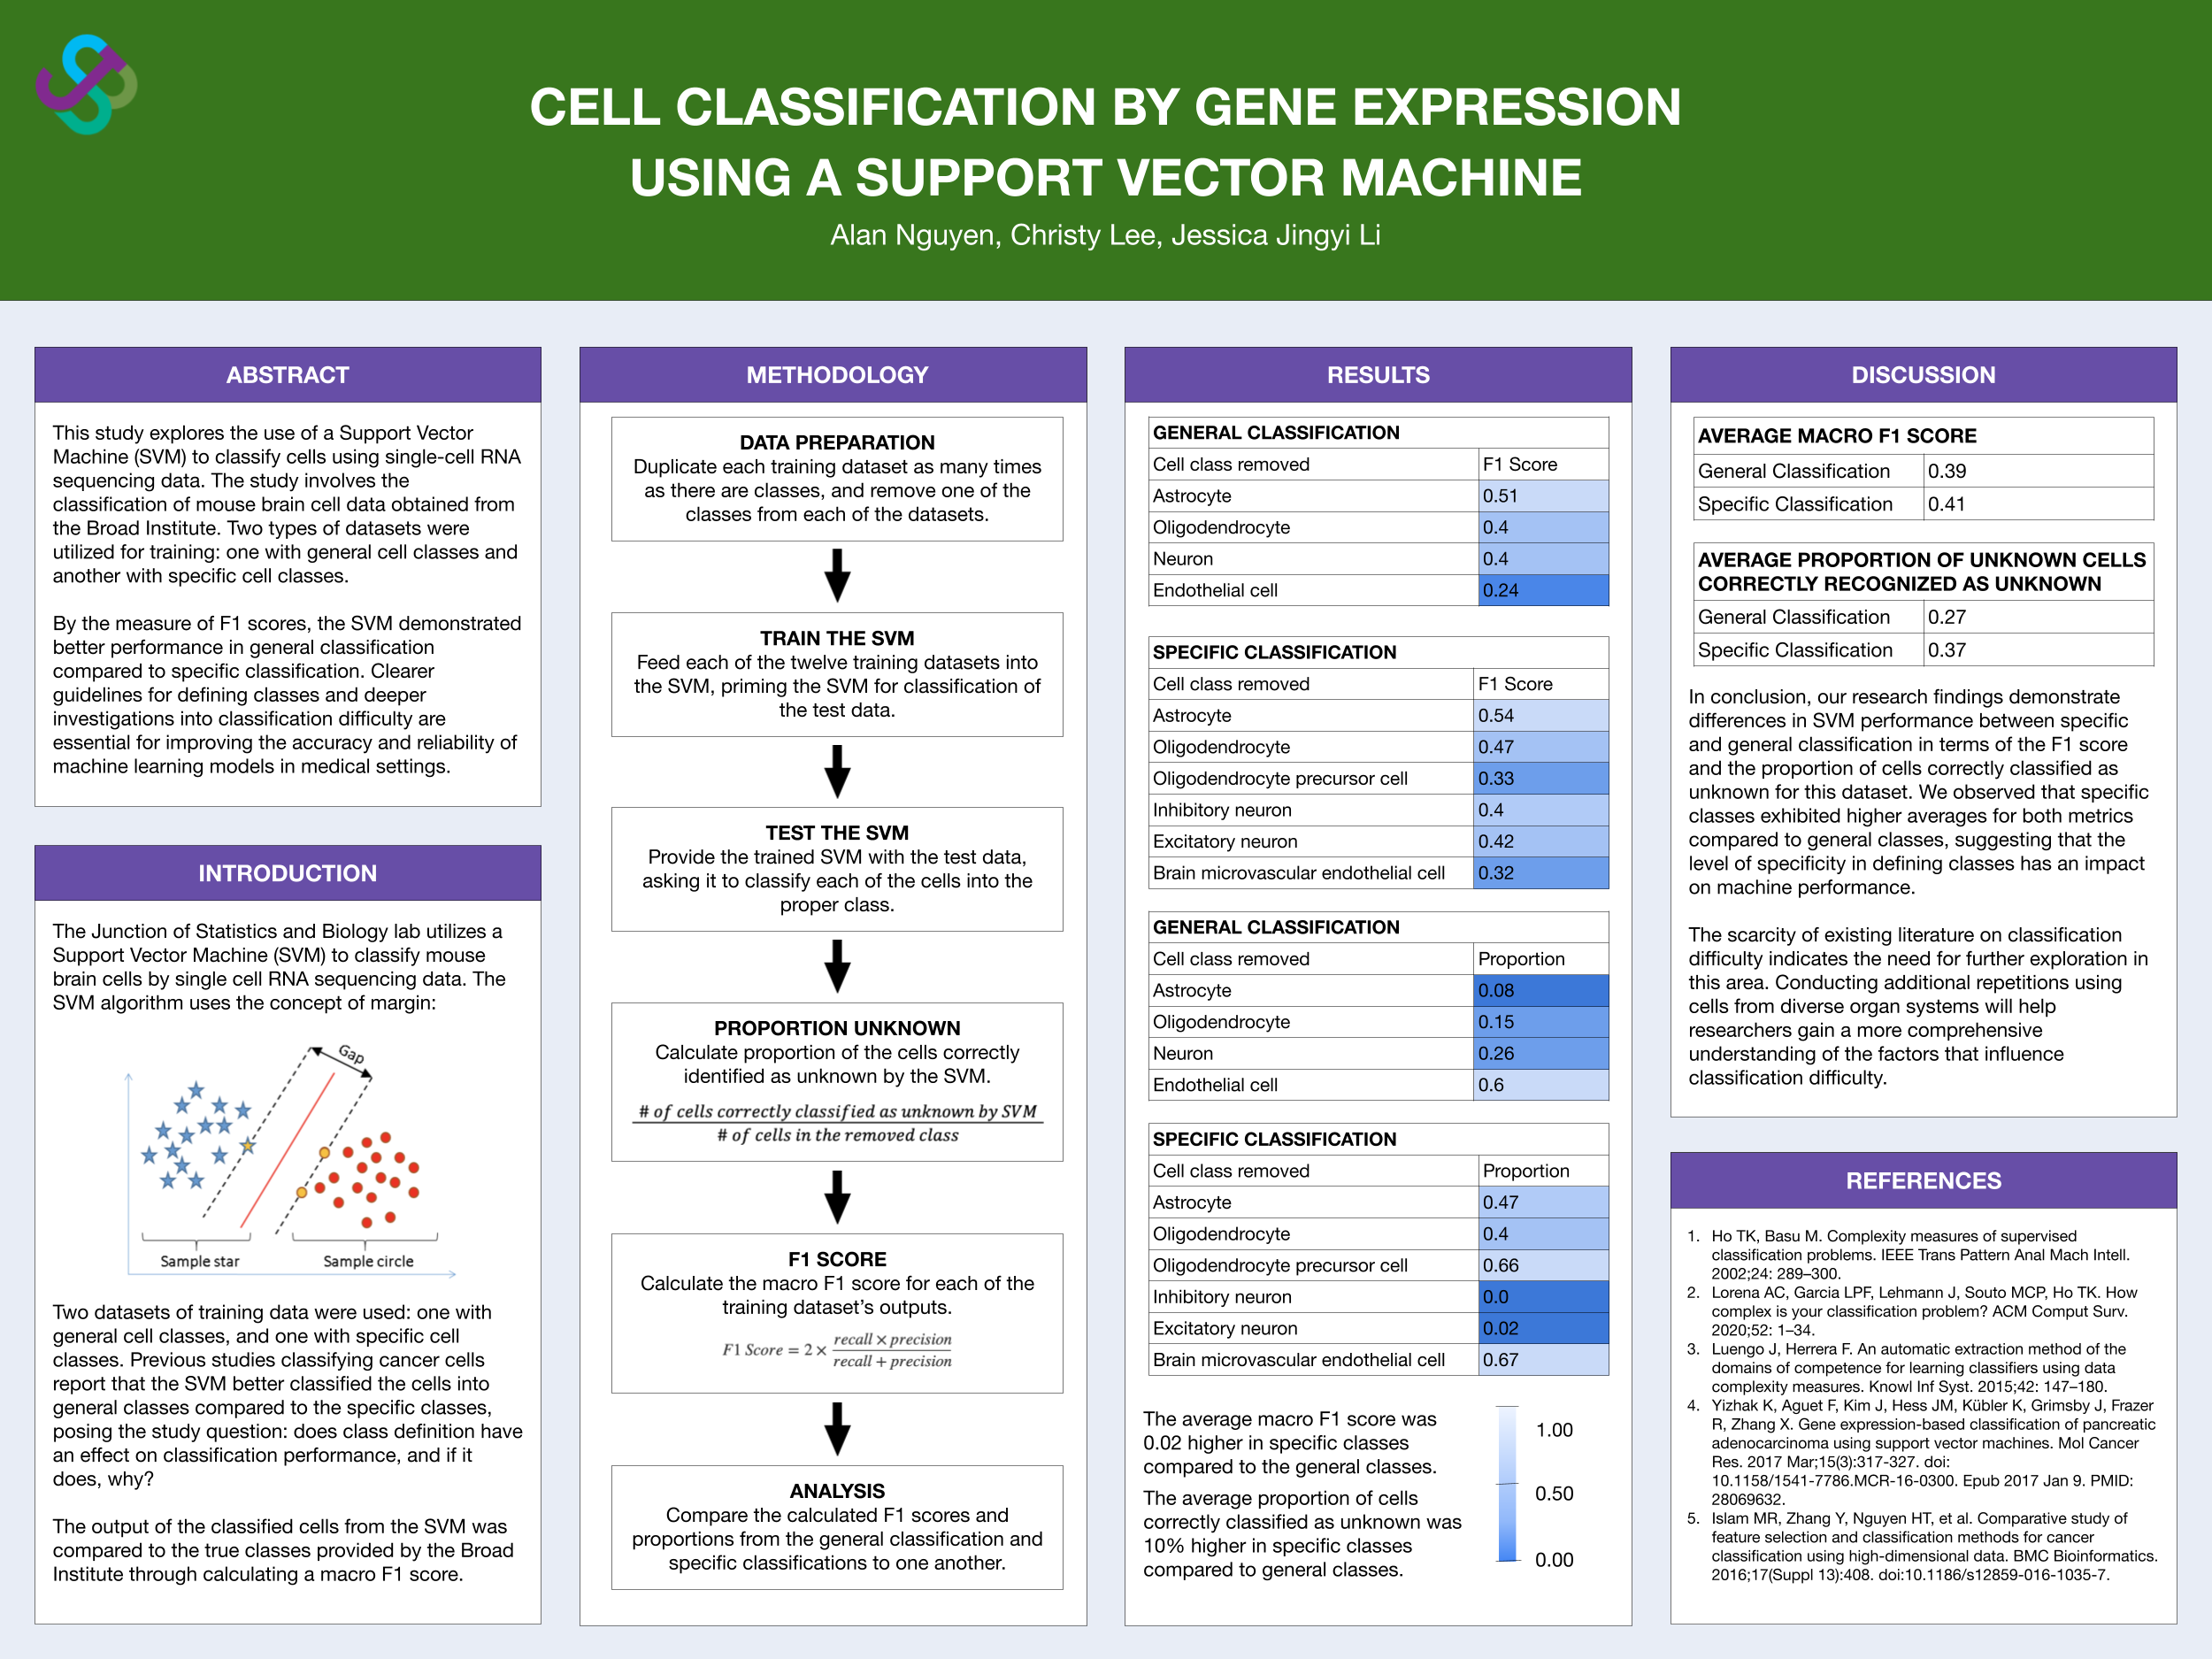 CELL CLASSIFICATION BY GENE EXPRESSION
USING A SUPPORT VECTOR MACHINE
Alan Nguyen, Christy Lee, Jessica Jingyi Li
ABSTRACT
This study explores the use of a Support Vector
Machine (SVM) to classify cells using single-cell RNA
sequencing data. The study involves the
classification of mouse brain cell data obtained from
the Broad Institute. Two types of datasets were
utilized for training: one with general cell classes and
another with specific cell classes.
By the measure of F1 scores, the SVM demonstrated
better performance in general classification
compared to specific classification. Clearer
guidelines for defining classes and deeper
investigations into classification difficulty are
essential for improving the accuracy and reliability of
machine learning models in medical settings.
INTRODUCTION
The Junction of Statistics and Biology lab utilizes a
Support Vector Machine (SVM) to classify mouse
brain cells by single cell RNA sequencing data. The
SVM algorithm uses the concept of margin:
Gap
Sample star
Sample circle
Two datasets of training data were used: one with
general cell classes, and one with specific cell
classes. Previous studies classifying cancer cells
report that the SVM better classified the cells into
general classes compared to the specific classes,
posing the study question: does class definition have
an effect on classification performance, and if it
does, why?
The output of the classified cells from the SVM was
compared to the true classes provided by the Broad
Institute through calculating a macro F1 score.
METHODOLOGY
DATA PREPARATION
Duplicate each training dataset as many times
as there are classes, and remove one of the
classes from each of the datasets.
TRAIN THE SVM
Feed each of the twelve training datasets into
the SVM, priming the SVM for classification of
the test data.
TEST THE SVM
Provide the trained SVM with the test data,
asking it to classify each of the cells into the
proper class.
PROPORTION UNKNOWN
Calculate proportion of the cells correctly
identified as unknown by the SVM.
# of cells correctly classified as unknown by SVM
# of cells in the removed class
F1 SCORE
Calculate the macro F1 score for each of the
training dataset's outputs.
F1 Score = 2 × recall × precision
recall + precision
ANALYSIS
Compare the calculated F1 scores and
proportions from the general classification and
specific classifications to one another.
RESULTS
GENERAL CLASSIFICATION
Cell class removed F1 Score
Astrocyte 0.51
Oligodendrocyte 0.4
Neuron 0.4
Endothelial cell 0.24
SPECIFIC CLASSIFICATION
Cell class removed F1 Score
Astrocyte 0.54
Oligodendrocyte 0.47
Oligodendrocyte precursor cell 0.33
Inhibitory neuron 0.4
Excitatory neuron 0.42
Brain microvascular endothelial cell 0.32
GENERAL CLASSIFICATION
Cell class removed Proportion
Astrocyte 0.08
Oligodendrocyte 0.15
Neuron 0.26
Endothelial cell 0.6
SPECIFIC CLASSIFICATION
Cell class removed Proportion
Astrocyte 0.47
Oligodendrocyte 0.4
Oligodendrocyte precursor cell 0.66
Inhibitory neuron 0.0
Excitatory neuron 0.02
Brain microvascular endothelial cell 0.67
The average macro F1 score was
0.02 higher in specific classes
compared to the general classes.
The average proportion of cells
correctly classified as unknown was
10% higher in specific classes
compared to general classes.
1.00
0.50
0.00
DISCUSSION
AVERAGE MACRO F1 SCORE
General Classification 0.39
Specific Classification 0.41
AVERAGE PROPORTION OF UNKNOWN CELLS
CORRECTLY RECOGNIZED AS UNKNOWN
General Classification 0.27
Specific Classification 0.37
In conclusion, our research findings demonstrate
differences in SVM performance between specific
and general classification in terms of the F1 score
and the proportion of cells correctly classified as
unknown for this dataset. We observed that specific
classes exhibited higher averages for both metrics
compared to general classes, suggesting that the
level of specificity in defining classes has an impact
on machine performance.
The scarcity of existing literature on classification
difficulty indicates the need for further exploration in
this area. Conducting additional repetitions using
cells from diverse organ systems will help
researchers gain a more comprehensive
understanding of the factors that influence
classification difficulty.
REFERENCES
1. Ho TK, Basu M. Complexity measures of supervised
classification problems. IEEE Trans Pattern Anal Mach Intell.
2002;24: 289–300.
2. Lorena AC, Garcia LPF, Lehmann J, Souto MCP, Ho TK. How
complex is your classification problem? ACM Comput Surv.
2020;52: 1–34.
3. Luengo J, Herrera F. An automatic extraction method of the
domains of competence for learning classifiers using data
complexity measures. Knowl Inf Syst. 2015;42: 147–180.
4. Yizhak K, Aguet F, Kim J, Hess JM, Kübler K, Grimsby J, Frazer
R, Zhang X. Gene expression-based classification of pancreatic
adenocarcinoma using support vector machines. Mol Cancer
Res. 2017 Mar;15(3):317-327. doi:
10.1158/1541-7786.MCR-16-0300. Epub 2017 Jan 9. PMID:
28069632.
5. Islam MR, Zhang Y, Nguyen HT, et al. Comparative study of
feature selection and classification methods for cancer
classification using high-dimensional data. BMC Bioinformatics.
2016;17(Suppl 13):408. doi:10.1186/s12859-016-1035-7.